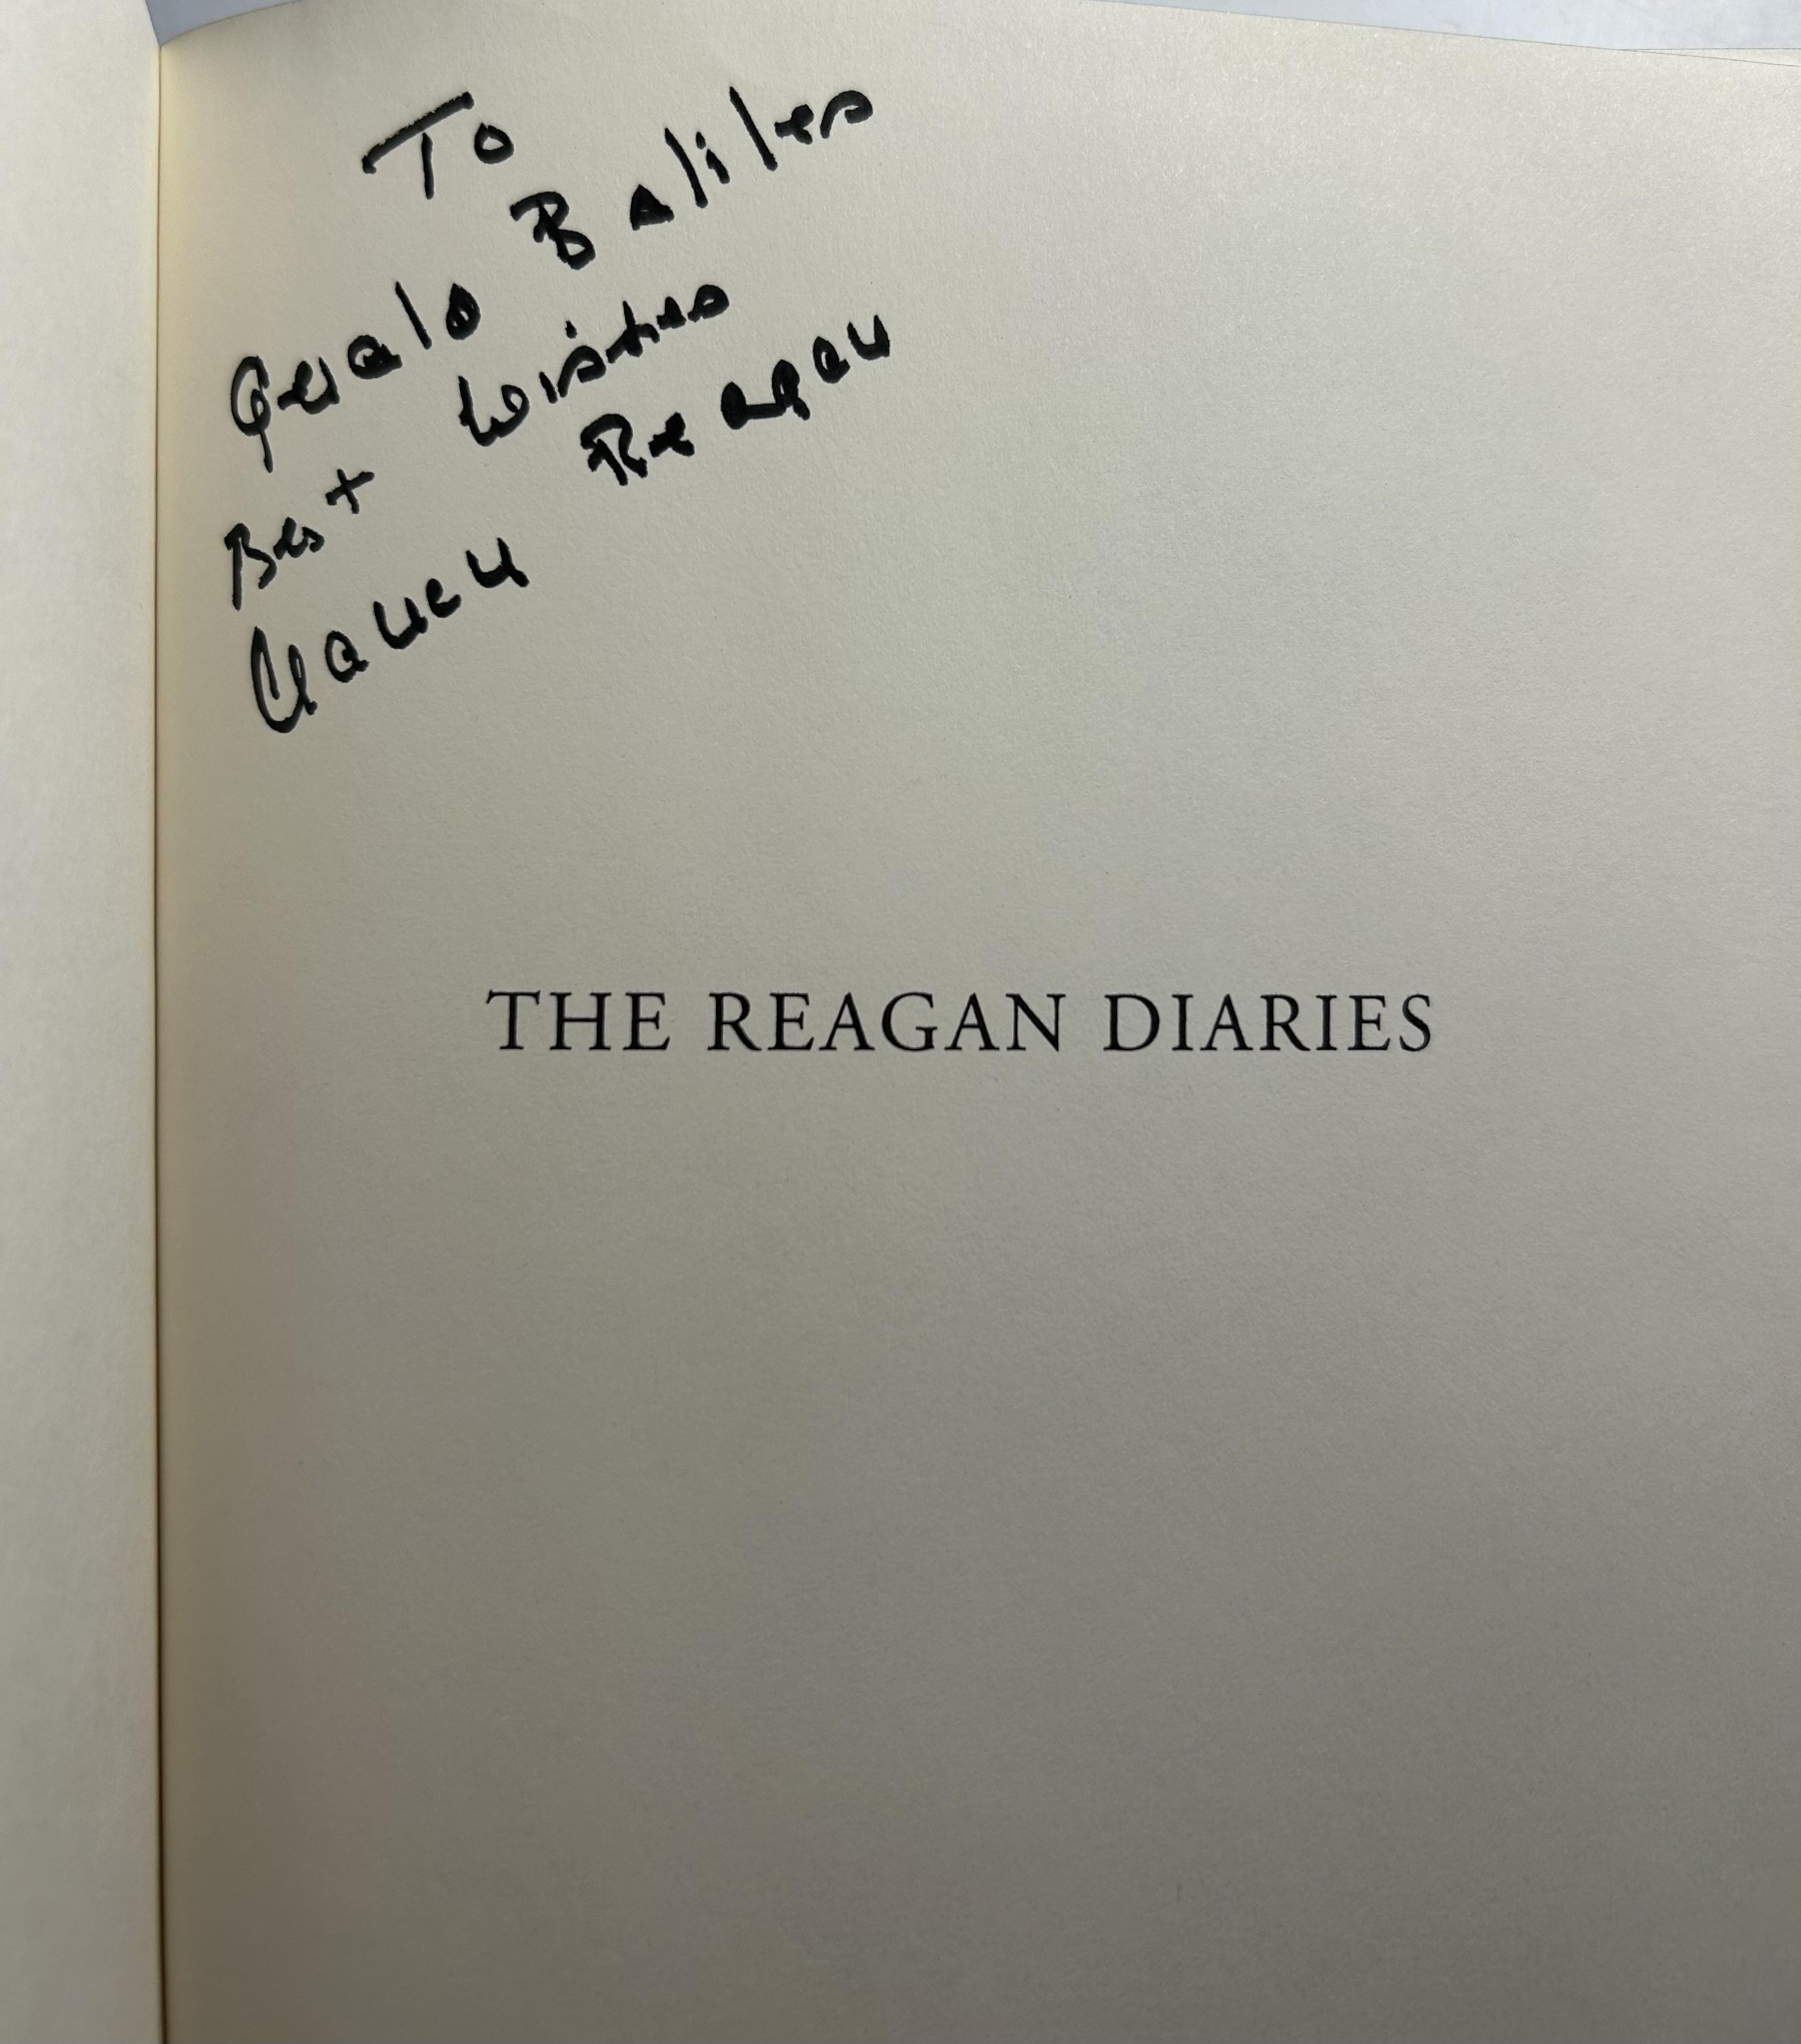 To
Gerald Baliles
Best wishes
Nancy Reagan
THE REAGAN DIARIES